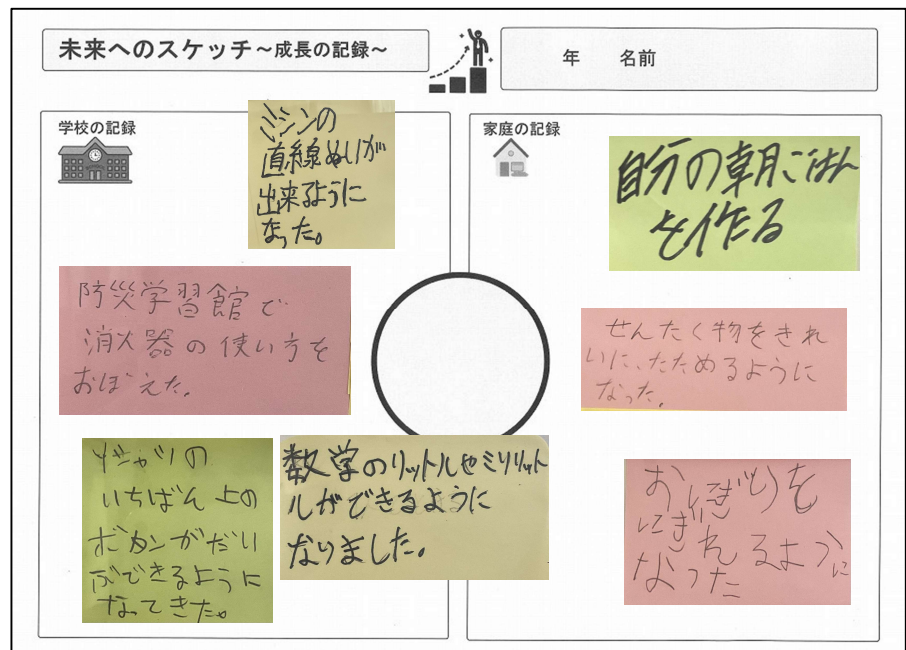 未来へのスケッチ～成長の記録～
年 名前
学校の記録
ミシンの
直線ぬいが
出来るように
なった。
防災学習館で
消火器の使い方を
おぼえた。
Yシャツの
いちばん上の
ボタンがだい
ぶできるように
なってきた。
数学のリットルやミリリット
ルができるように
なりました。
家庭の記録
自分の朝ごはん
を作る
せんたく物をきれ
いに、たためるように
なった。
おにぎりを
にぎれるように
なった